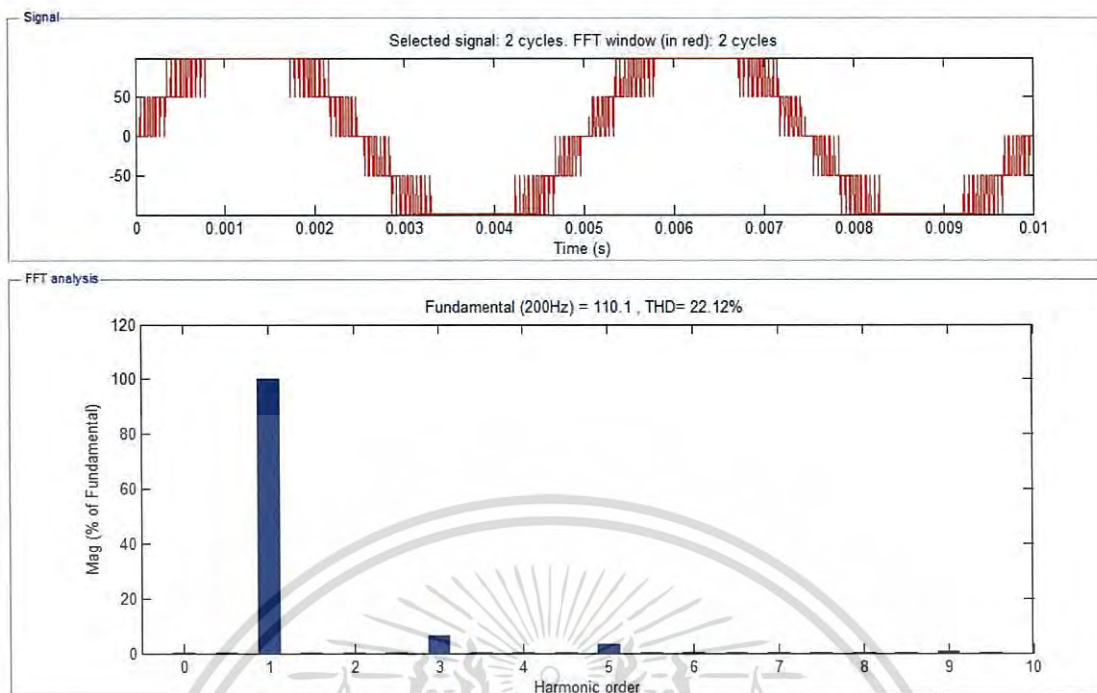 Signal
Selected signal: 2 cycles. FFT window (in red): 2 cycles
50
0
-50
0 0.001 0.002 0.003 0.004 0.005 0.006 0.007 0.008 0.009 0.01
Time (s)
FFT analysis
Fundamental (200Hz) = 110.1 , THD= 22.12%
120
100
80
60
40
20
0
Mag (% of Fundamental)
0 1 2 3 4 5 6 7 8 9 10
Harmonic order